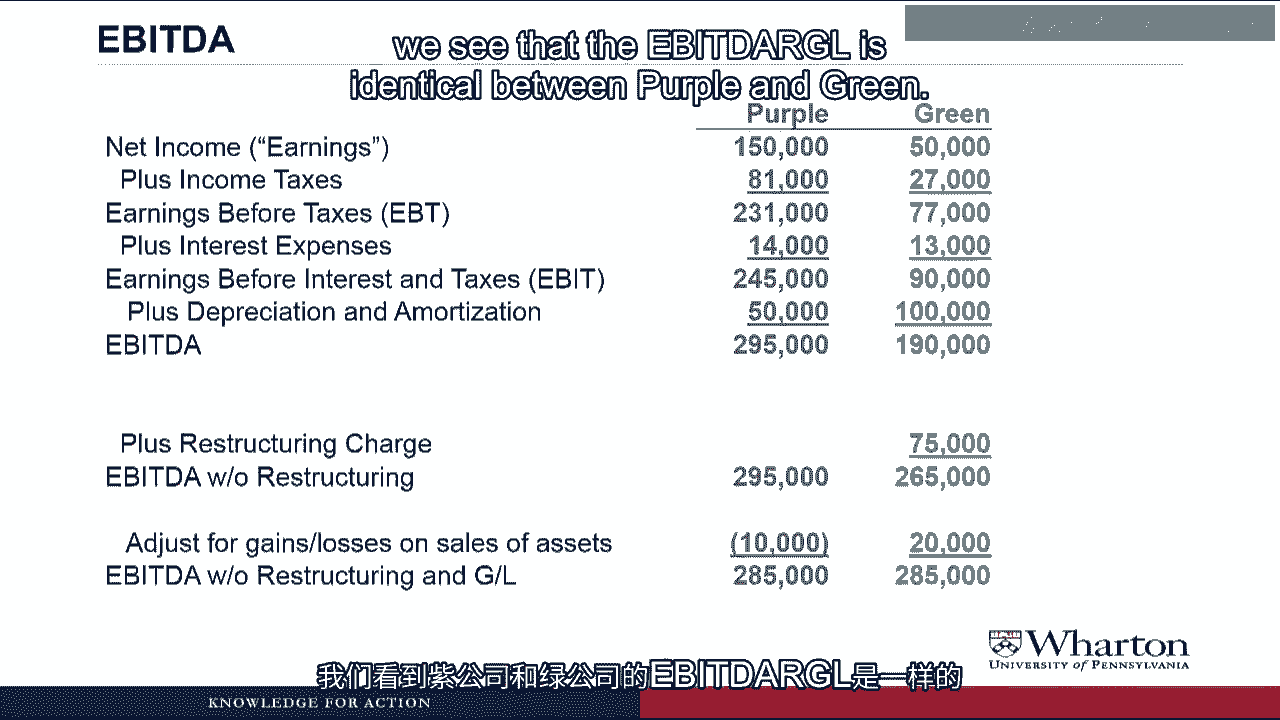 EBITDA
we see that the EBITDARGL is
identical between Purple and Green.
Purple Green
Net Income (“Earnings”) 150,000 50,000
Plus Income Taxes 81,000 27,000
Earnings Before Taxes (EBT) 231,000 77,000
Plus Interest Expenses 14,000 13,000
Earnings Before Interest and Taxes (EBIT) 245,000 90,000
Plus Depreciation and Amortization 50,000 100,000
EBITDA 295,000 190,000
Plus Restructuring Charge 75,000
EBITDA w/o Restructuring 295,000 265,000
Adjust for gains/losses on sales of assets (10,000) 20,000
EBITDA w/o Restructuring and G/L 285,000 285,000
Wharton
UNIVERSITY of PENNSYLVANIA
我们看到紫公司和绿公司的EBITDARGL是一样的
KNOWLEDGE FOR ACTION